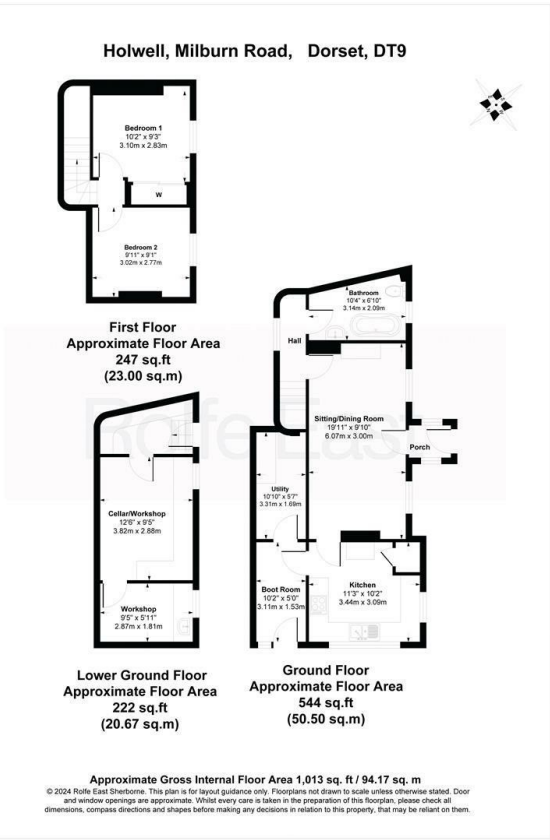 Holwell, Milburn Road, Dorset, DT9
Bedroom 1
10'2" x 9'3"
3.10m x 2.83m
W
Bedroom 2
9'11" x 9'1"
3.02m x 2.77m
First Floor
Approximate Floor Area
247 sq.ft
(23.00 sq.m)
Bathroom
10'4" x 6'10"
3.14m x 2.09m
Hall
Sitting/Dining Room
19'11" x 9'10"
6.07m x 3.00m
Porch
Utility
10'10" x 5'7"
3.31m x 1.69m
Boot Room
10'2" x 5'0"
3.11m x 1.53m
Kitchen
11'3" x 10'2"
3.44m x 3.09m
Cellar/Workshop
12'6" x 9'5"
3.82m x 2.88m
Workshop
9'5" x 5'11"
2.87m x 1.81m
Lower Ground Floor
Approximate Floor Area
222 sq.ft
(20.67 sq.m)
Ground Floor
Approximate Floor Area
544 sq.ft
(50.50 sq.m)
Rolfe East
Approximate Gross Internal Floor Area 1,013 sq. ft / 94.17 sq. m
© 2024 Rolfe East Sherborne. This plan is for layout guidance only. Floorplans not drawn to scale unless otherwise stated. Door
and window openings are approximate. Whilst every care is taken in the preparation of this floorplan, please check all
dimensions, compass directions and shapes before making any decisions in relation to this property, that may be reliant on them.